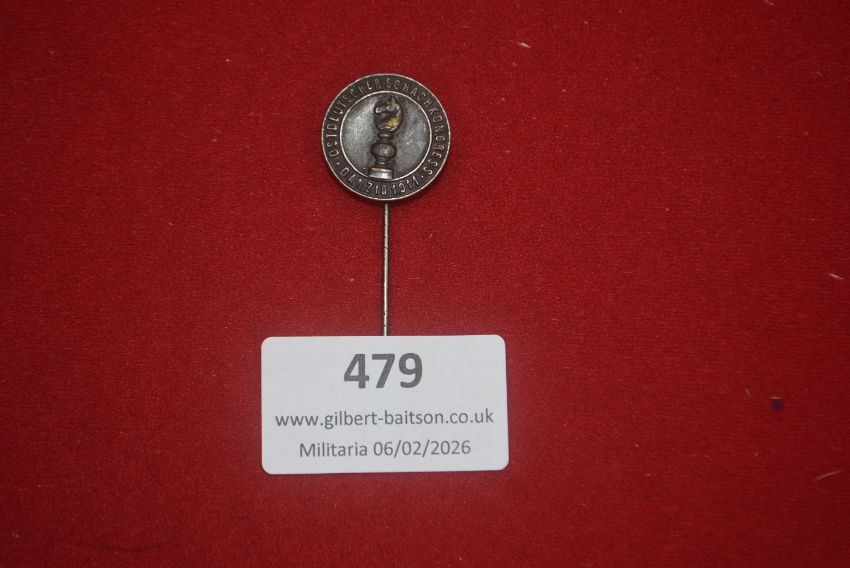 OSTDEUTSCHER SCHACHKONGRESS
· DANZIG 1911 ·
479
www.gilbert-baitson.co.uk
Militaria 06/02/2026